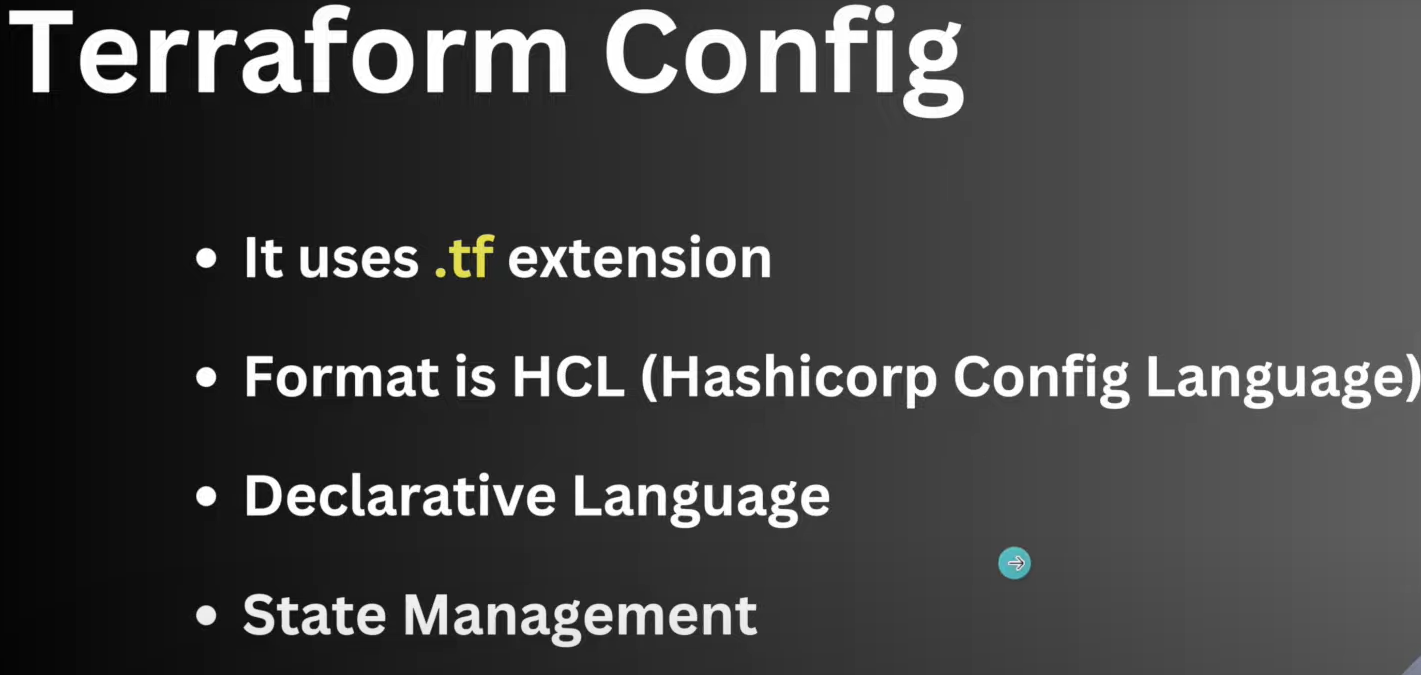 Terraform Config
• It uses .tf extension
• Format is HCL (Hashicorp Config Language)
• Declarative Language
• State Management